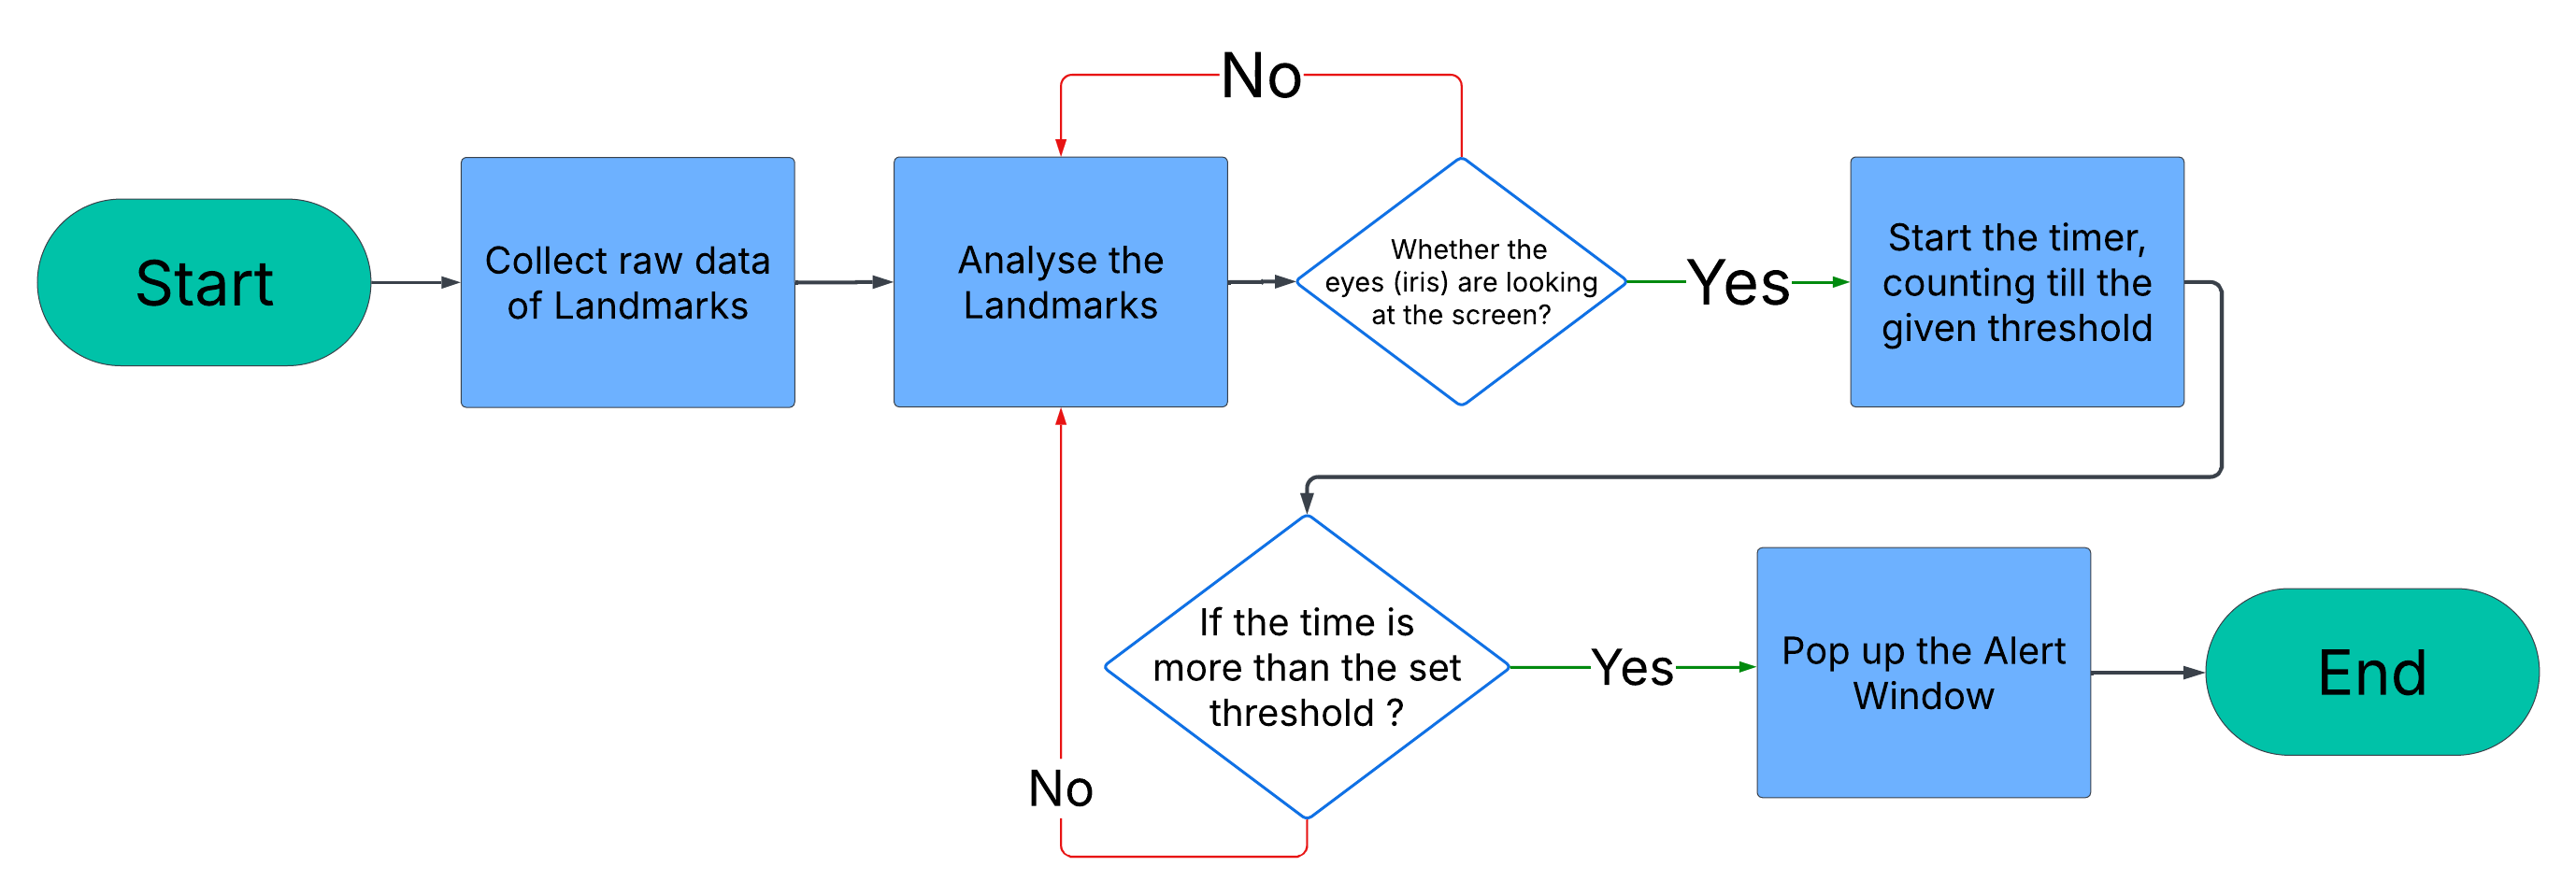 No
Start
Collect raw data
of Landmarks
Analyse the
Landmarks
Whether the
eyes (iris) are looking
at the screen?
Yes
Start the timer,
counting till the
given threshold
If the time is
more than the set
threshold ?
Yes
Pop up the Alert
Window
End
No